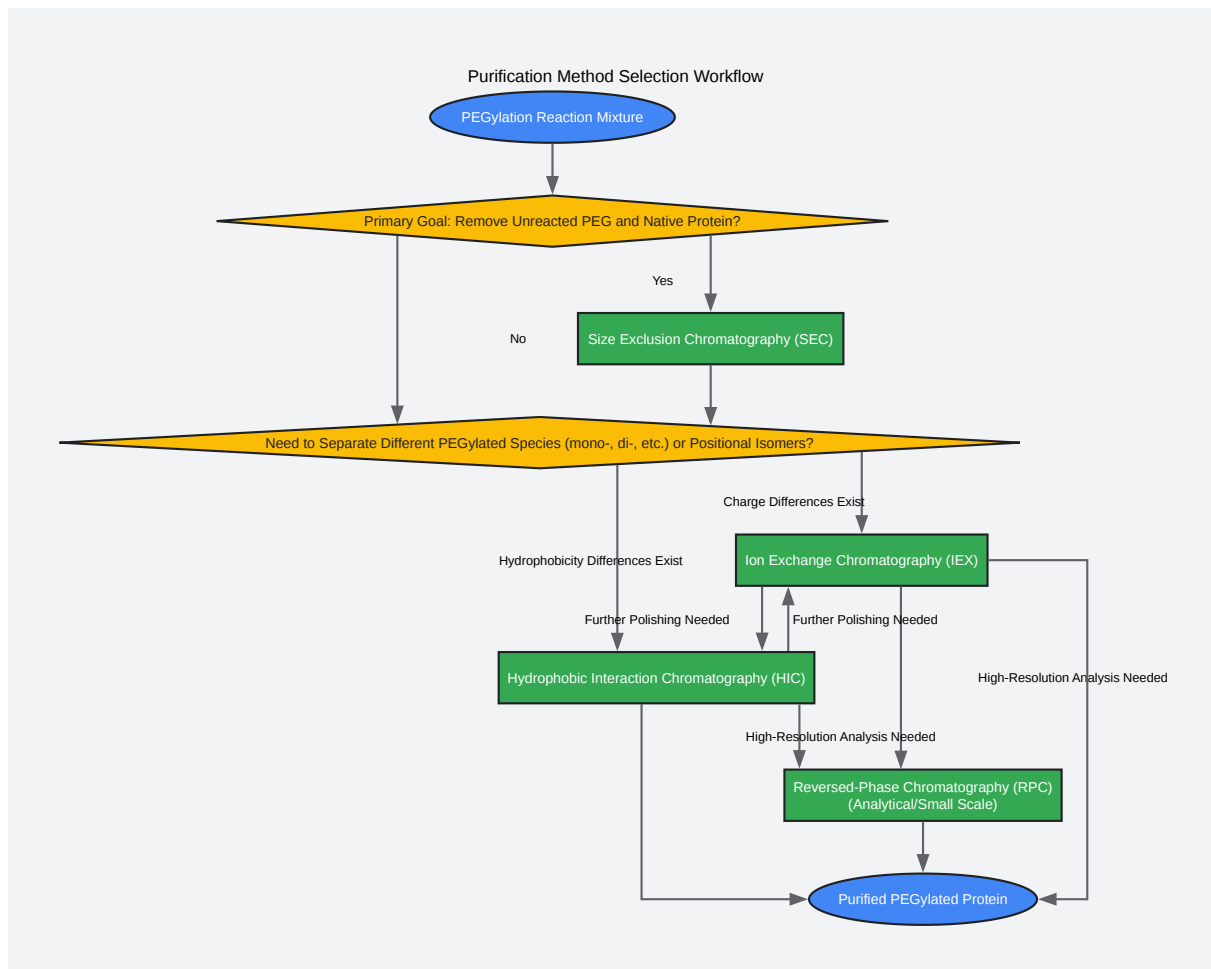 Purification Method Selection Workflow
PEGylation Reaction Mixture
Primary Goal: Remove Unreacted PEG and Native Protein?
Yes
No
Size Exclusion Chromatography (SEC)
Need to Separate Different PEGylated Species (mono-, di-, etc.) or Positional Isomers?
Charge Differences Exist
Hydrophobicity Differences Exist
Ion Exchange Chromatography (IEX)
Further Polishing Needed
Further Polishing Needed
Hydrophobic Interaction Chromatography (HIC)
High-Resolution Analysis Needed
High-Resolution Analysis Needed
Reversed-Phase Chromatography (RPC)
(Analytical/Small Scale)
Purified PEGylated Protein